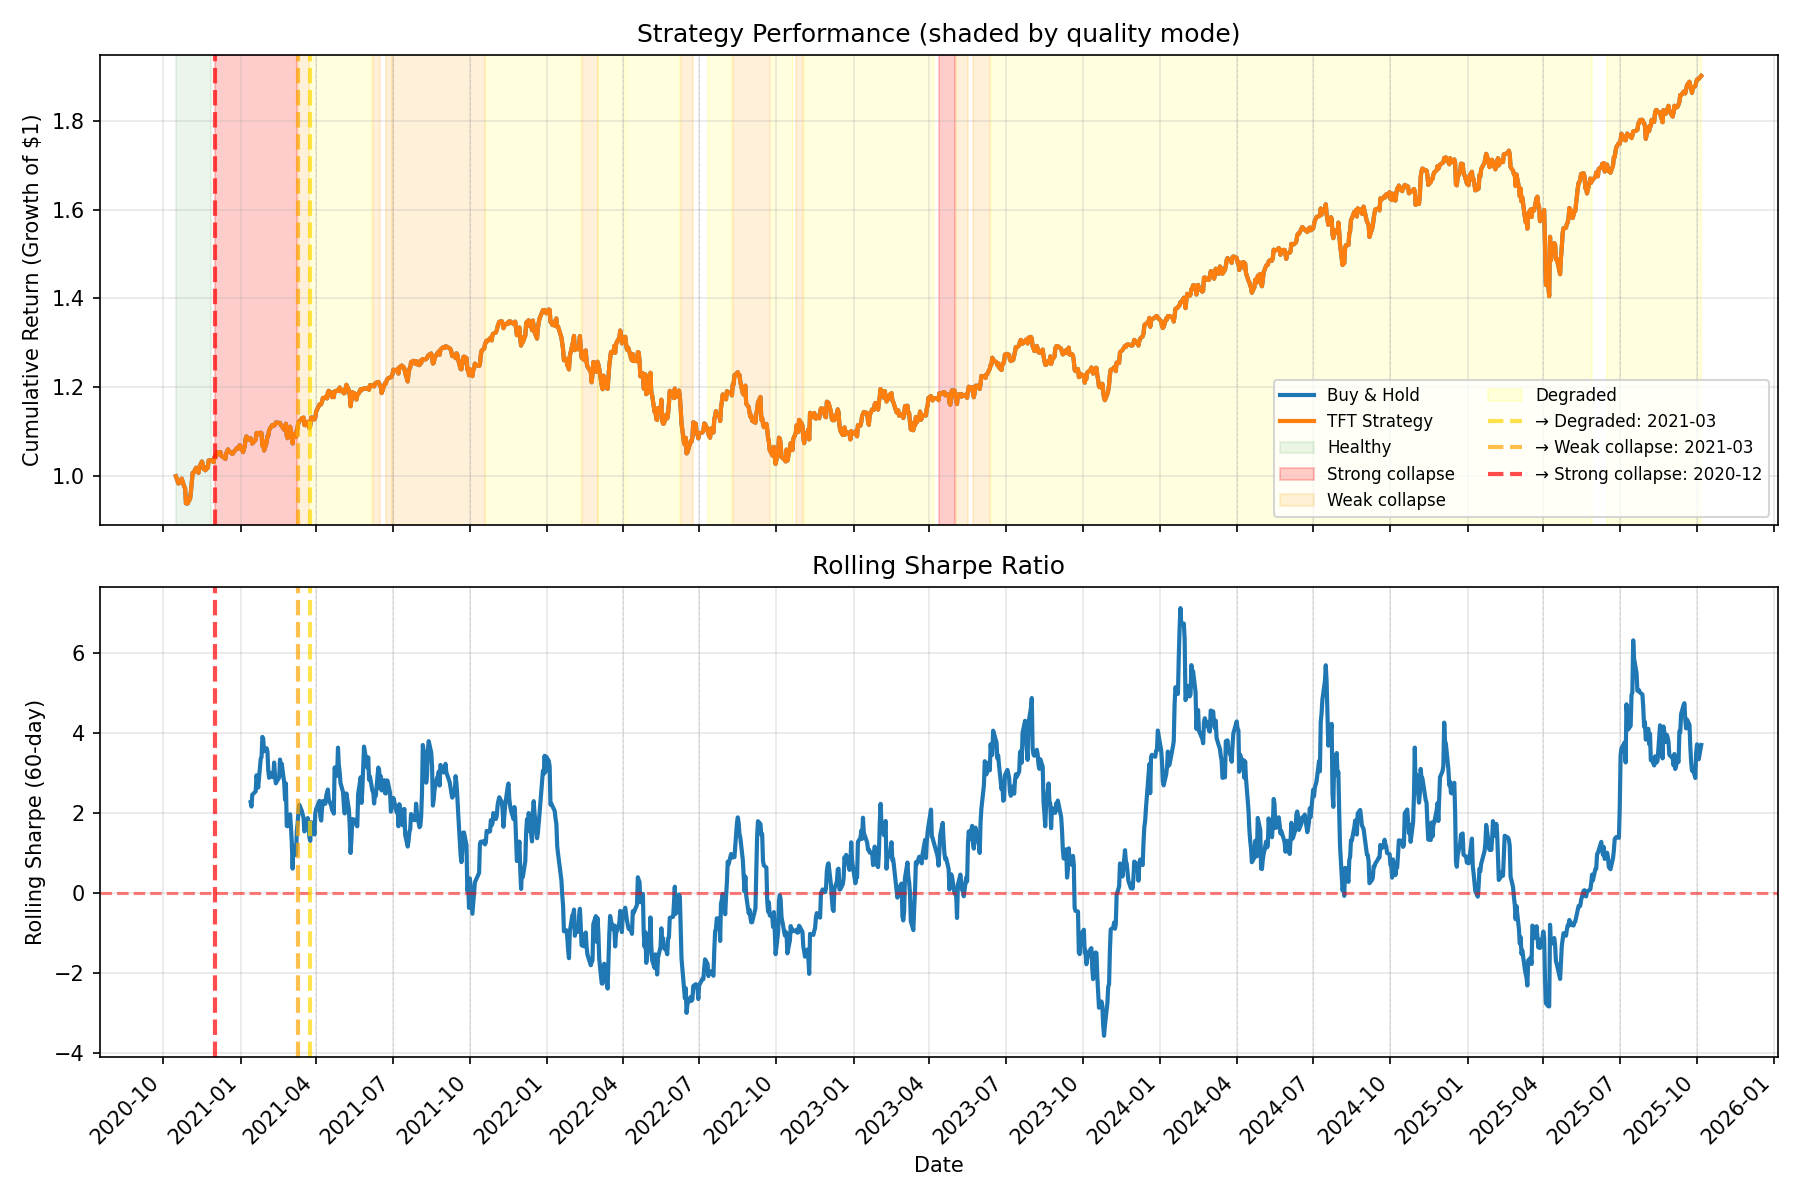 Strategy Performance (shaded by quality mode)
Cumulative Return (Growth of $1)
1.8
1.6
1.4
1.2
1.0
Buy & Hold
TFT Strategy
Healthy
Strong collapse
Weak collapse
Degraded
→ Degraded: 2021-03
→ Weak collapse: 2021-03
→ Strong collapse: 2020-12
Rolling Sharpe Ratio
Rolling Sharpe (60-day)
6
4
2
0
−2
−4
2020-10
2021-01
2021-04
2021-07
2021-10
2022-01
2022-04
2022-07
2022-10
2023-01
2023-04
2023-07
2023-10
2024-01
2024-04
2024-07
2024-10
2025-01
2025-04
2025-07
2025-10
2026-01
Date